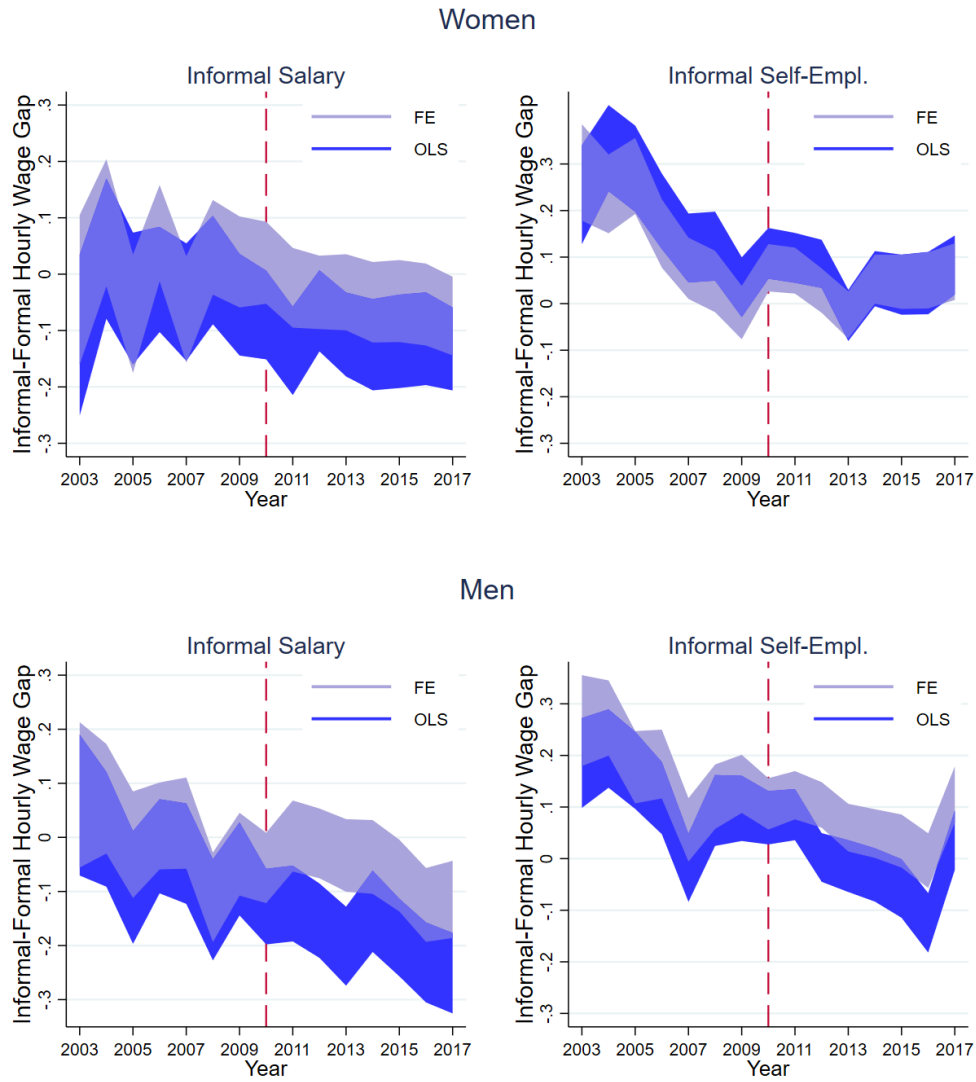 Women
Informal Salary
Informal-Formal Hourly Wage Gap
.3
.2
.1
0
-.1
-.2
-.3
FE
OLS
2003 2005 2007 2009 2011 2013 2015 2017
Year
Informal Self-Empl.
Informal-Formal Hourly Wage Gap
.3
.2
.1
0
-.1
-.2
-.3
FE
OLS
2003 2005 2007 2009 2011 2013 2015 2017
Year
Men
Informal Salary
Informal-Formal Hourly Wage Gap
.3
.2
.1
0
-.1
-.2
-.3
FE
OLS
2003 2005 2007 2009 2011 2013 2015 2017
Year
Informal Self-Empl.
Informal-Formal Hourly Wage Gap
.3
.2
.1
0
-.1
-.2
-.3
FE
OLS
2003 2005 2007 2009 2011 2013 2015 2017
Year